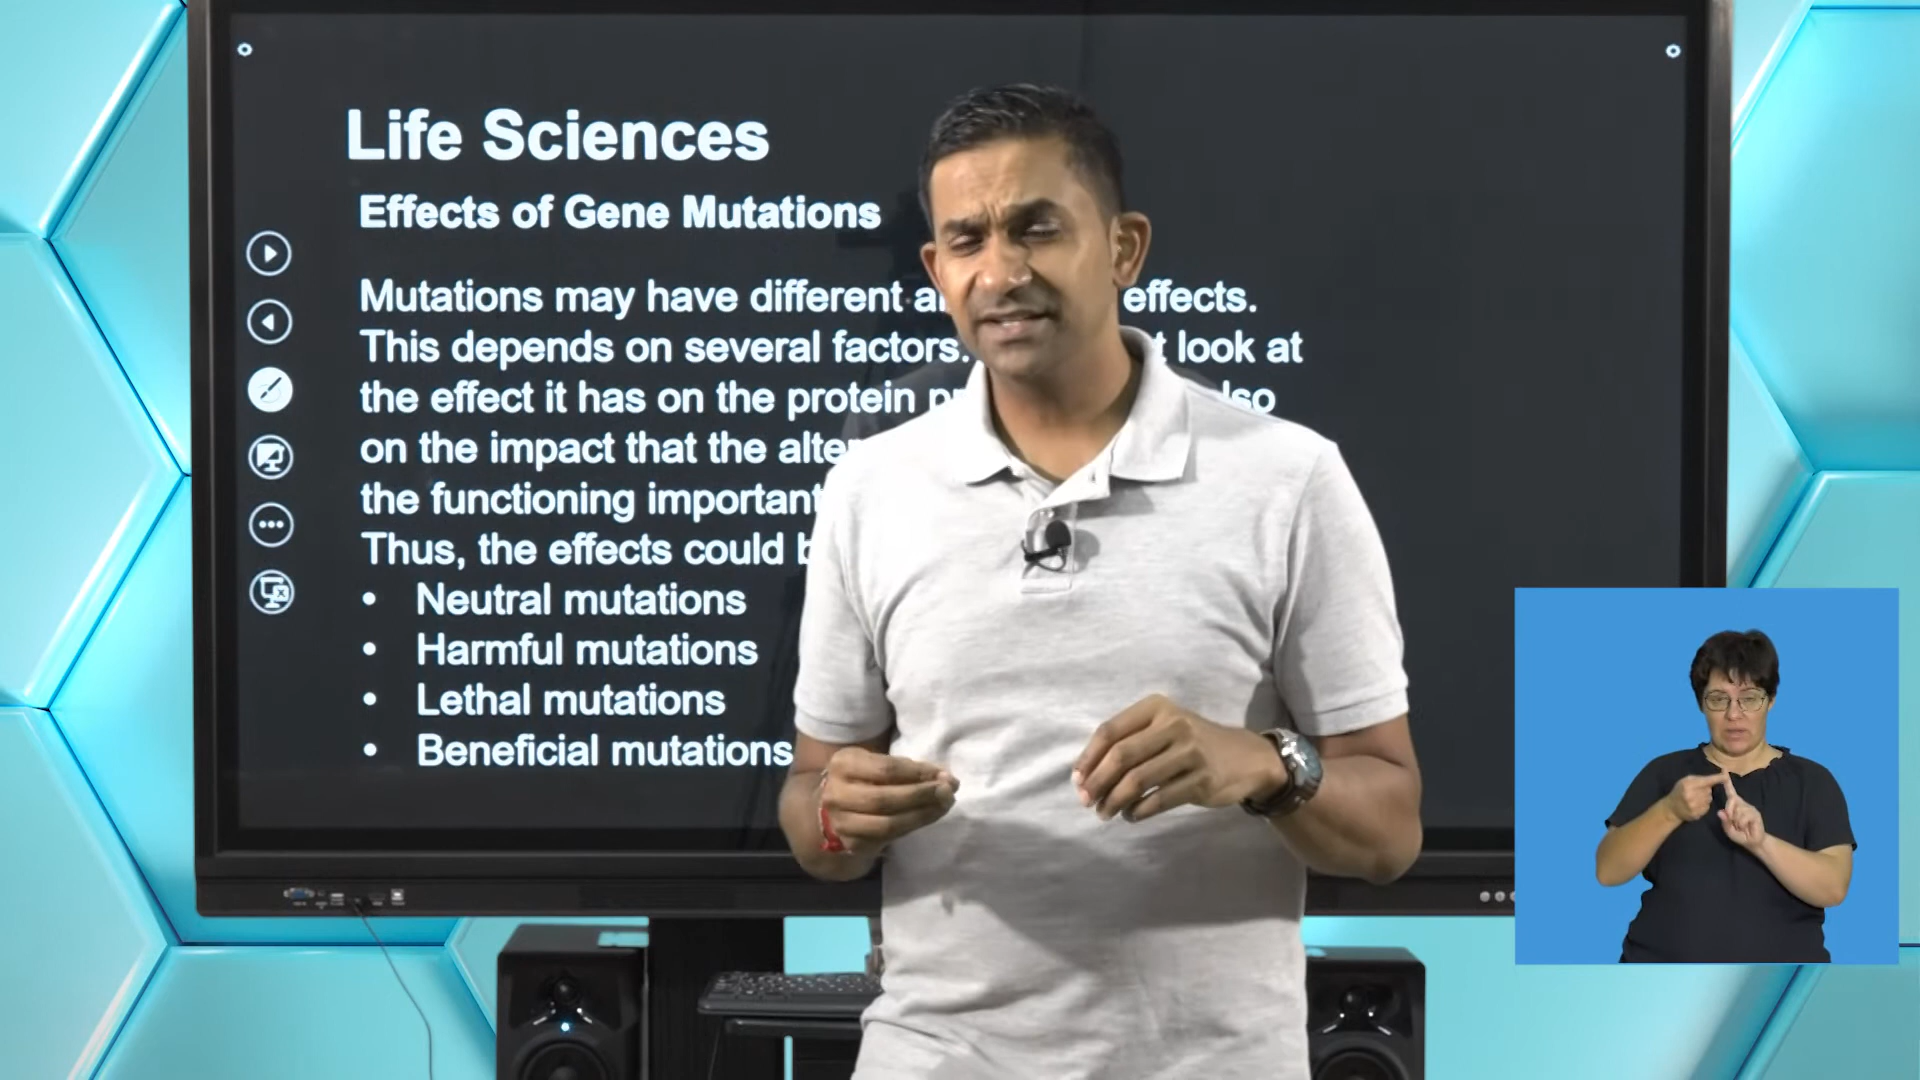 Life Sciences
Effects of Gene Mutations
Mutations may have different effects.
This depends on several factors. look at
the effect it has on the protein
on the impact that the
the functioning important
Thus, the effects could
• Neutral mutations
• Harmful mutations
• Lethal mutations
• Beneficial mutations